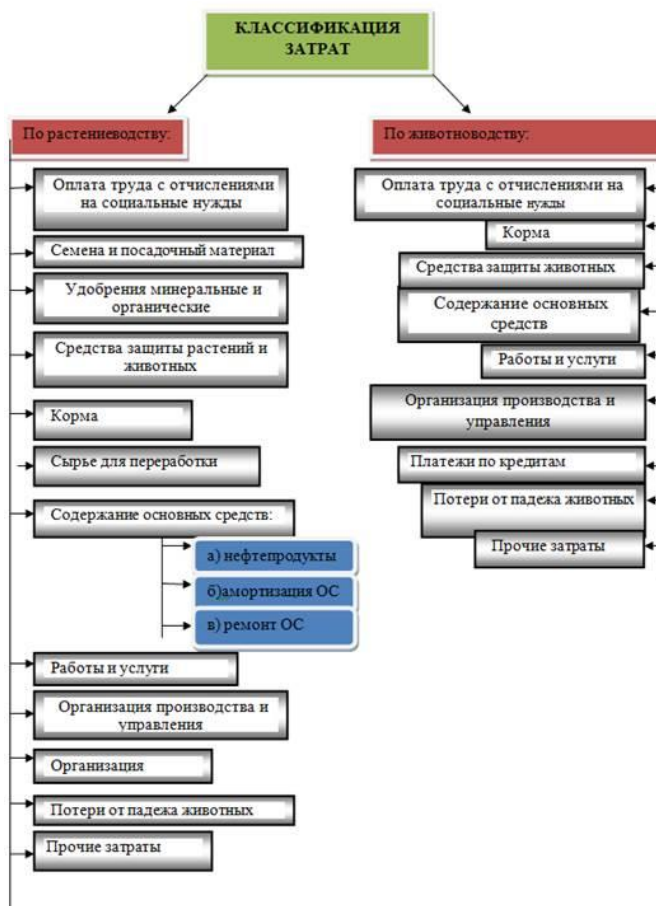 КЛАССИФИКАЦИЯ
ЗАТРАТ
По растениеводству:
Оплата труда с отчислениями
на социальные нужды
Семена и посадочный материал
Удобрения минеральные и
органические
Средства защиты растений и
животных
Корма
Сырье для переработки
Содержание основных средств:
а) нефтепродукты
б)амортизация ОС
в) ремонт ОС
Работы и услуги
Организация производства и
управления
Организация
Потери от падежа животных
Прочие затраты
По животноводству:
Оплата труда с отчислениями на
социальные нужды
Корма
Средства защиты животных
Содержание основных
средств
Работы и услуги
Организация производства и
управления
Платежи по кредитам
Потери от падежа животных
Прочие затраты